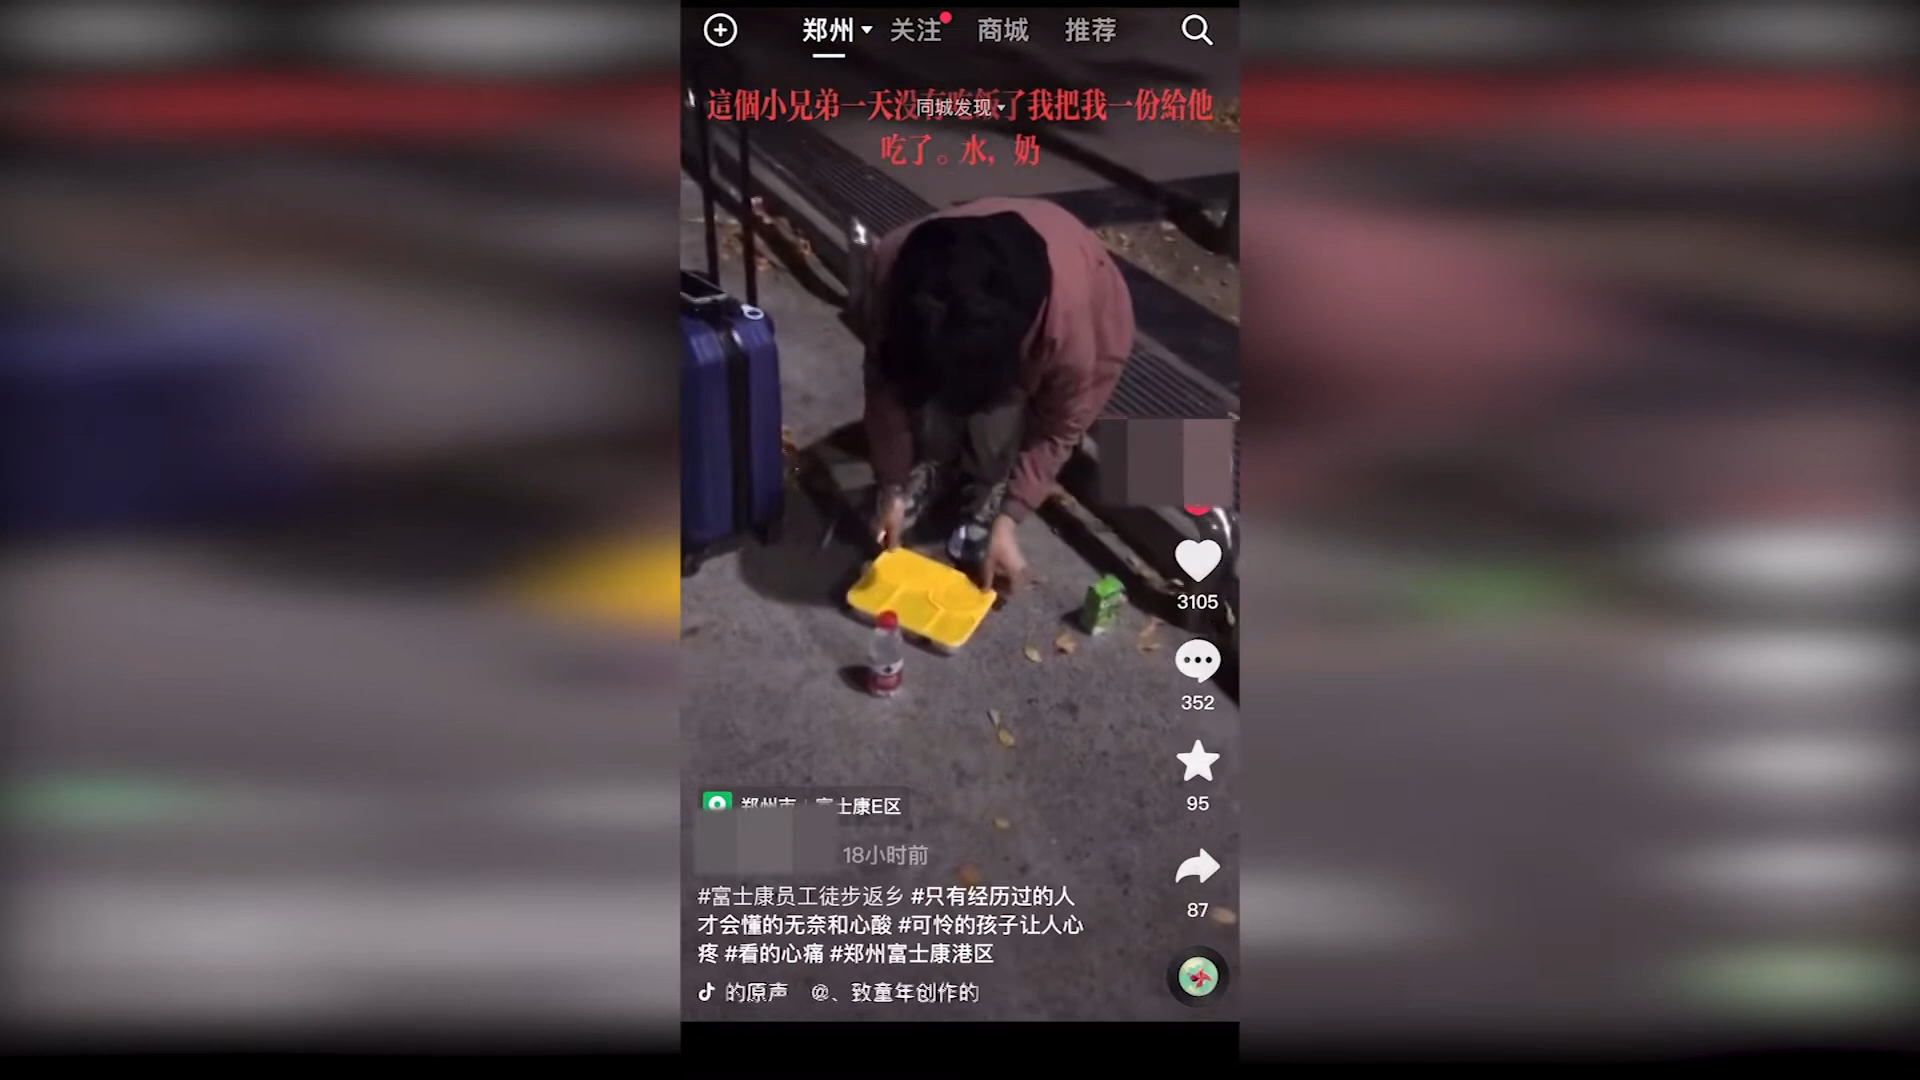 郑州 关注 商城 推荐
這個小兄弟一天没有吃饭了我把我一份給他
同城发现
吃了。水，奶
3105
352
95
87
郑州市 富士康E区
18小时前
#富士康员工徒步返乡 #只有经历过的人
才会懂的无奈和心酸 #可怜的孩子让人心
疼 #看的心痛 #郑州富士康港区
的原声 @、致童年创作的